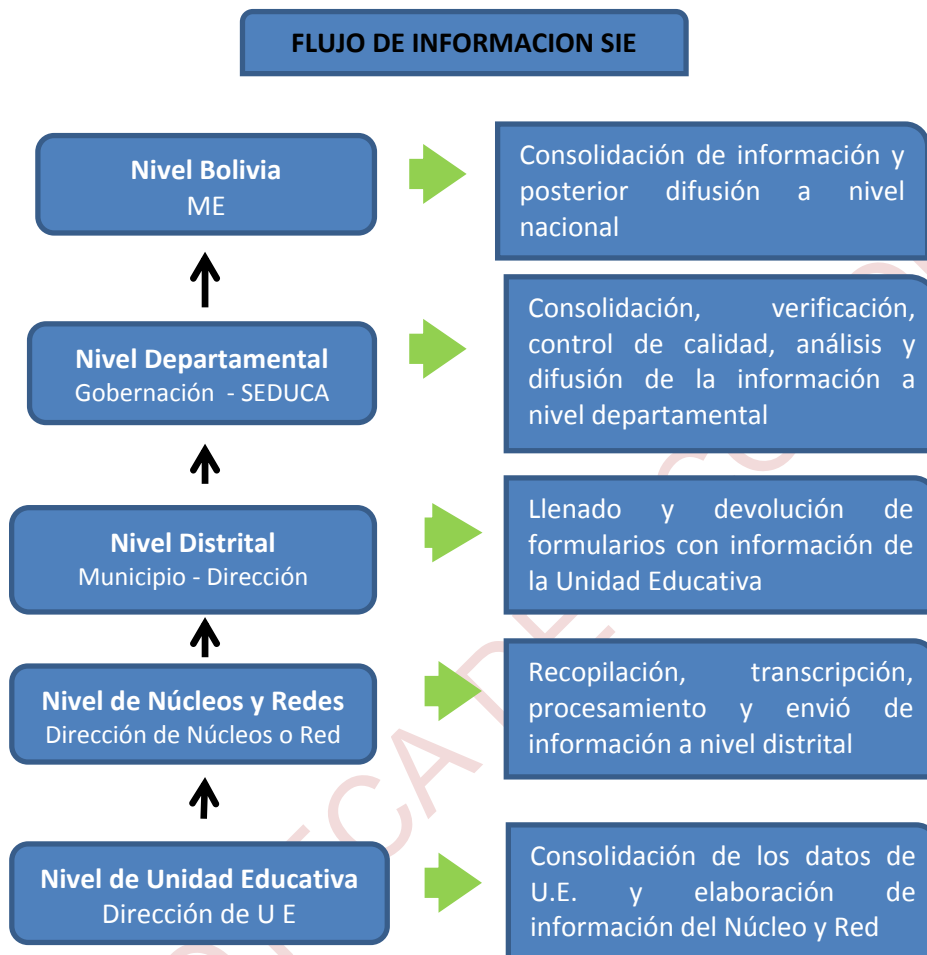 FLUJO DE INFORMACION SIE
Nivel Bolivia
ME
Consolidación de información y
posterior difusión a nivel
nacional
Nivel Departamental
Gobernación - SEDUCA
Consolidación, verificación,
control de calidad, análisis y
difusión de la información a
nivel departamental
Nivel Distrital
Municipio - Dirección
Llenado y devolución de
formularios con información de
la Unidad Educativa
Nivel de Núcleos y Redes
Dirección de Núcleos o Red
Recopilación, transcripción,
procesamiento y envió de
información a nivel distrital
Nivel de Unidad Educativa
Dirección de U E
Consolidación de los datos de
U.E. y elaboración de
información del Núcleo y Red